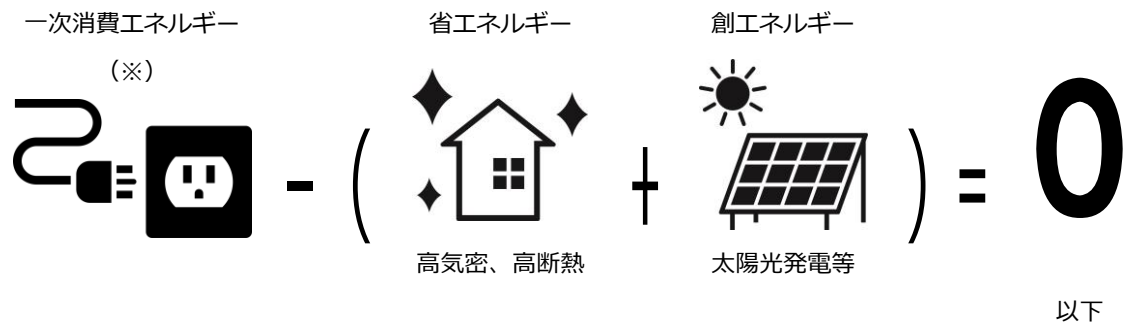 一次消費エネルギー
（※）
省エネルギー
創エネルギー
-
(
+
)
=
0
高気密、高断熱
太陽光発電等
以下